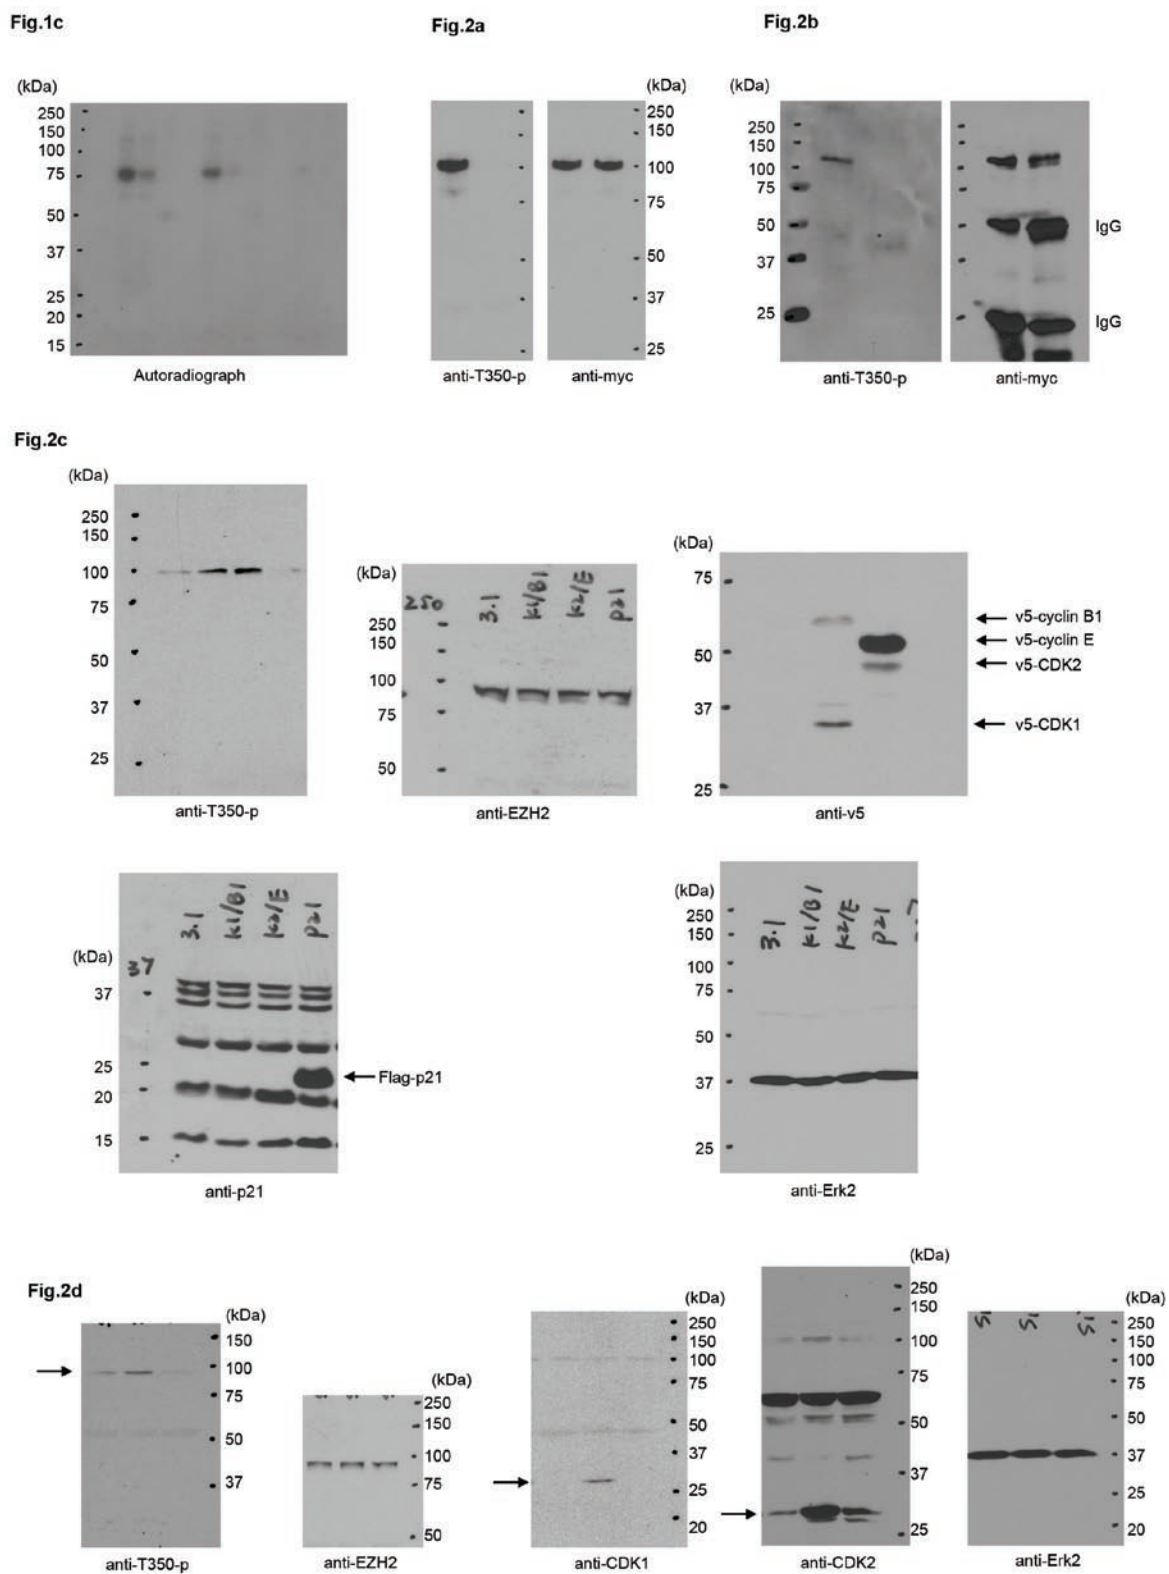 Fig.1c
(kDa)
250
150
100
75
50
37
25
20
15
Autoradiograph
Fig.2a
(kDa)
250
150
100
75
50
37
25
anti-T350-p
anti-myc
Fig.2b
(kDa)
250
150
100
75
50
37
25
IgG
IgG
anti-T350-p
anti-myc
Fig.2c
(kDa)
250
150
100
75
50
37
25
anti-T350-p
(kDa)
250
3.1
K1/B1
K2/E
p21
250
150
100
75
50
anti-EZH2
(kDa)
75
50
37
25
v5-cyclin B1
v5-cyclin E
v5-CDK2
v5-CDK1
anti-v5
3.1
K1/B1
K2/E
p21
(kDa)
37
37
25
20
15
Flag-p21
anti-p21
(kDa)
3.1
K1/B1
K2/E
p21
250
150
100
75
50
37
25
anti-Erk2
Fig.2d
(kDa)
150
100
75
50
37
anti-T350-p
(kDa)
250
150
100
75
50
anti-EZH2
(kDa)
250
150
100
75
50
37
25
20
anti-CDK1
(kDa)
250
150
100
75
50
37
25
anti-CDK2
(kDa)
Si
Si
Si
250
150
100
75
50
37
25
20
anti-Erk2